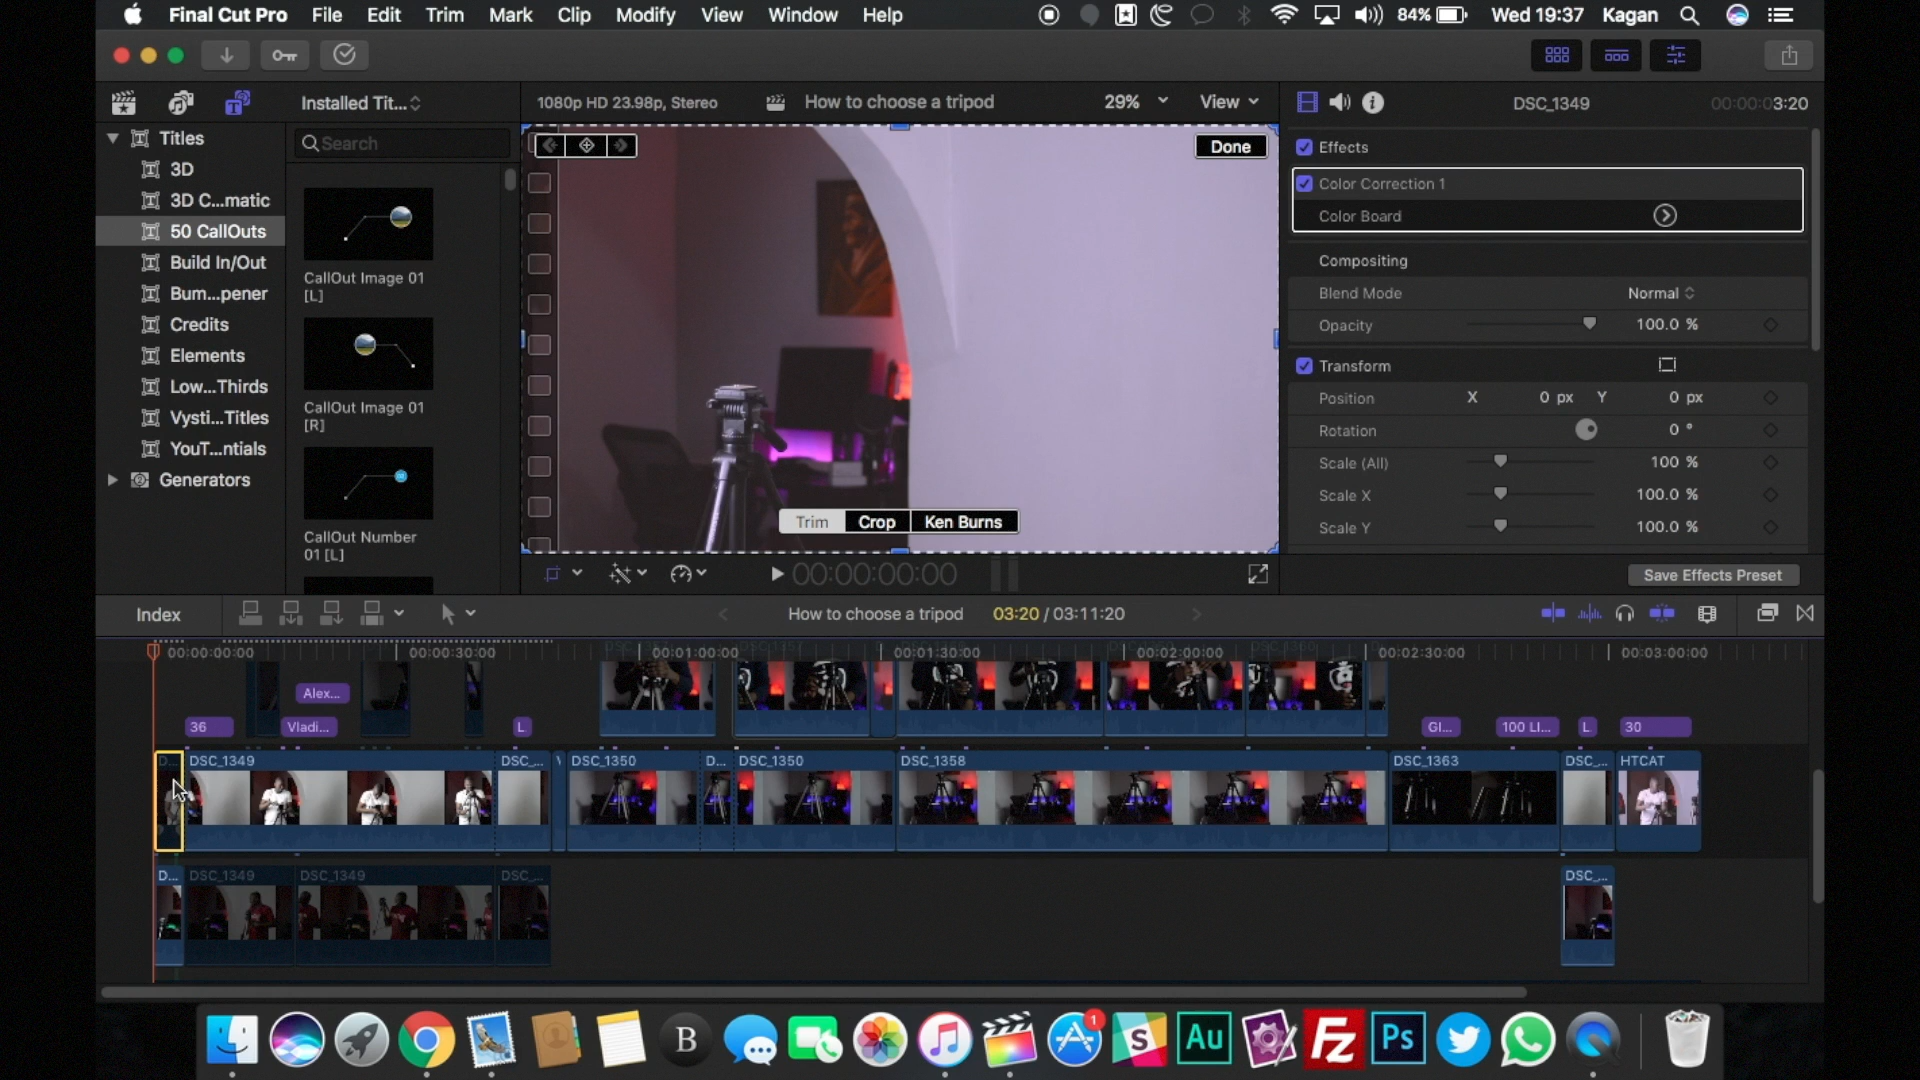 Final Cut Pro File Edit Trim Mark Clip Modify View Window Help 84% Wed 19:37 Kagan
Installed Tit... 1080p HD 23.98p, Stereo How to choose a tripod 29% View DSC_1349 00:00:03:20
Titles
Search
3D
3D C...matic
50 CallOuts
Build In/Out
Bum...pener
Credits
Elements
Low...Thirds
Vysti...Titles
YouT...ntials
Generators
CallOut Image 01
[L]
CallOut Image 01
[R]
CallOut Number
01 [L]
Done
Trim Crop Ken Burns
00:00:00:00
Effects
Color Correction 1
Color Board
Compositing
Blend Mode Normal
Opacity 100.0 %
Transform
Position X 0 px Y 0 px
Rotation 0 °
Scale (All) 100 %
Scale X 100.0 %
Scale Y 100.0 %
Save Effects Preset
Index How to choose a tripod 03:20 / 03:11:20
00:00:00:00 00:00:30:00 00:01:00:00 00:01:30:00 00:02:00:00 00:02:30:00 00:03:00:00
Alex...
36 Vladi... L Gl... 100 LI... L 30
D... DSC_1349 DSC_... DSC_1350 D... DSC_1350 DSC_1358 DSC_1363 DSC_... HTCAT
D... DSC_1349 DSC_1349 DSC_... DSC_...
B 1 S Au Fz Ps